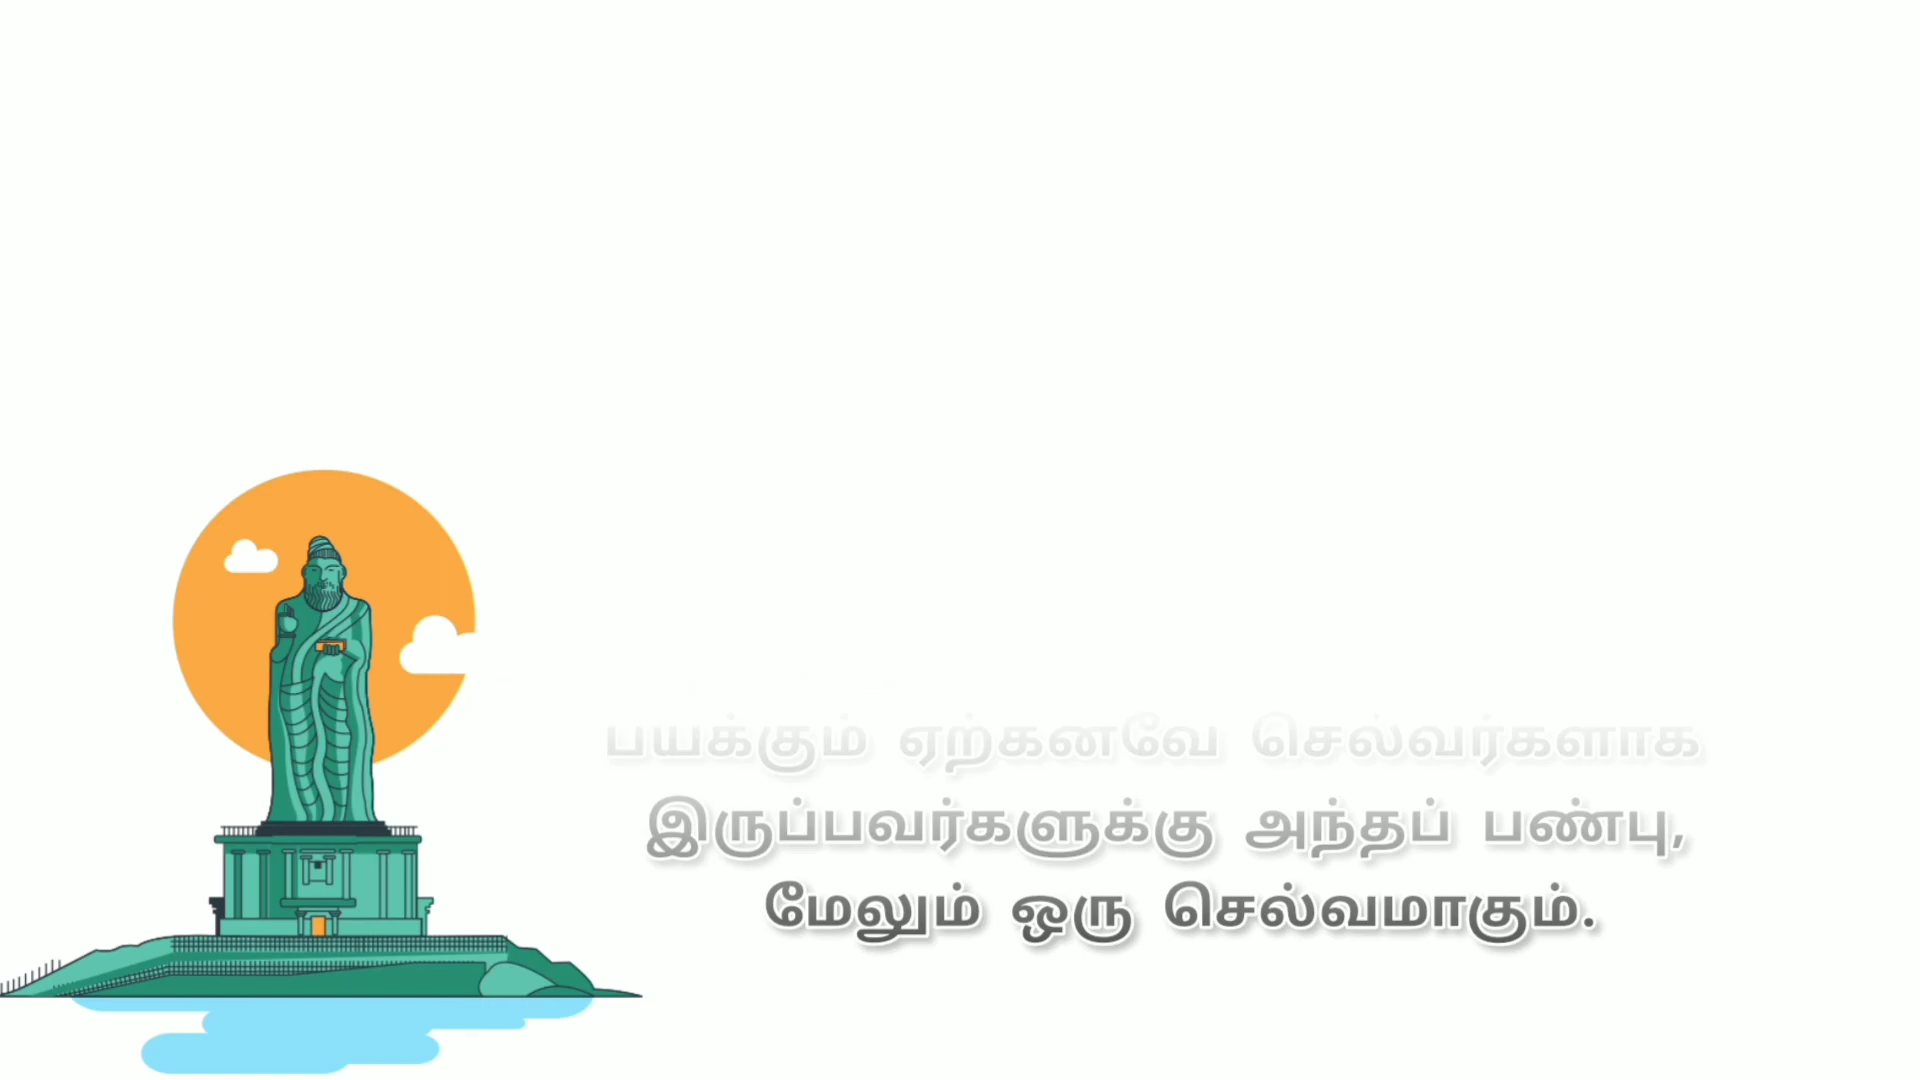 பயக்கும் ஏற்கனவே செல்வர்களாக
இருப்பவர்களுக்கு அந்தப் பண்பு,
மேலும் ஒரு செல்வமாகும்.